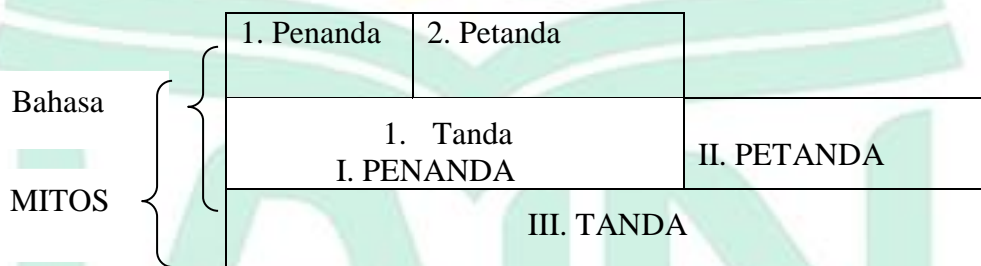 1. Penanda 2. Petanda
Bahasa
1. Tanda
I. PENANDA II. PETANDA
MITOS
III. TANDA